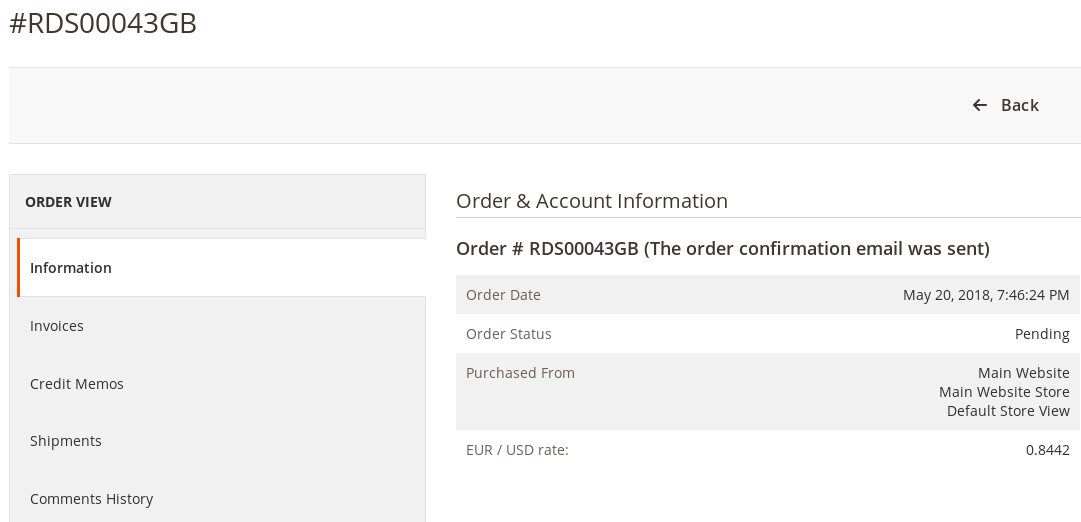 #RDS00043GB
Back
ORDER VIEW
Information
Invoices
Credit Memos
Shipments
Comments History
Order & Account Information
Order # RDS00043GB (The order confirmation email was sent)
Order Date May 20, 2018, 7:46:24 PM
Order Status Pending
Purchased From Main Website
Main Website Store
Default Store View
EUR / USD rate: 0.8442